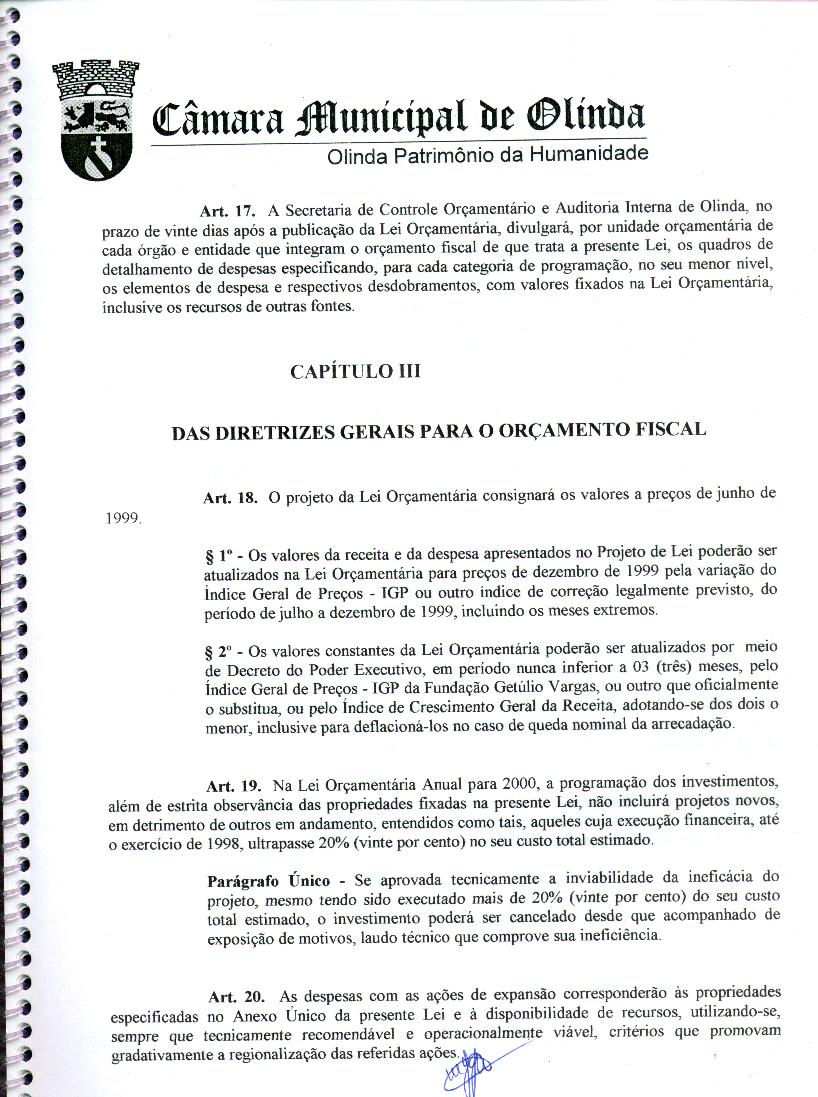 Câmara Municipal de Olinda
Olinda Patrimônio da Humanidade
Art. 17. A Secretaria de Controle Orçamentário e Auditoria Interna de Olinda, no
prazo de vinte dias após a publicação da Lei Orçamentária, divulgará, por unidade orçamentária de
cada órgão e entidade que integram o orçamento fiscal de que trata a presente Lei, os quadros de
detalhamento de despesas especificando, para cada categoria de programação, no seu menor nível,
os elementos de despesa e respectivos desdobramentos, com valores fixados na Lei Orçamentária,
inclusive os recursos de outras fontes.
CAPÍTULO III
DAS DIRETRIZES GERAIS PARA O ORÇAMENTO FISCAL
Art. 18. O projeto da Lei Orçamentária consignará os valores a preços de junho de
1999.
§ 1º - Os valores da receita e da despesa apresentados no Projeto de Lei poderão ser
atualizados na Lei Orçamentária para preços de dezembro de 1999 pela variação do
Índice Geral de Preços - IGP ou outro índice de correção legalmente previsto, do
período de julho a dezembro de 1999, incluindo os meses extremos.
§ 2º - Os valores constantes da Lei Orçamentária poderão ser atualizados por meio
de Decreto do Poder Executivo, em período nunca inferior a 03 (três) meses, pelo
Índice Geral de Preços - IGP da Fundação Getúlio Vargas, ou outro que oficialmente
o substitua, ou pelo Índice de Crescimento Geral da Receita, adotando-se dos dois o
menor, inclusive para deflacioná-los no caso de queda nominal da arrecadação.
Art. 19. Na Lei Orçamentária Anual para 2000, a programação dos investimentos,
além de estrita observância das propriedades fixadas na presente Lei, não incluirá projetos novos,
em detrimento de outros em andamento, entendidos como tais, aqueles cuja execução financeira, até
o exercício de 1998, ultrapasse 20% (vinte por cento) no seu custo total estimado.
Parágrafo Único - Se aprovada tecnicamente a inviabilidade da ineficácia do
projeto, mesmo tendo sido executado mais de 20% (vinte por cento) do seu custo
total estimado, o investimento poderá ser cancelado desde que acompanhado de
exposição de motivos, laudo técnico que comprove sua ineficiência.
Art. 20. As despesas com as ações de expansão corresponderão às propriedades
especificadas no Anexo Único da presente Lei e à disponibilidade de recursos, utilizando-se,
sempre que tecnicamente recomendável e operacionalmente viável, critérios que promovam
gradativamente a regionalização das referidas ações.